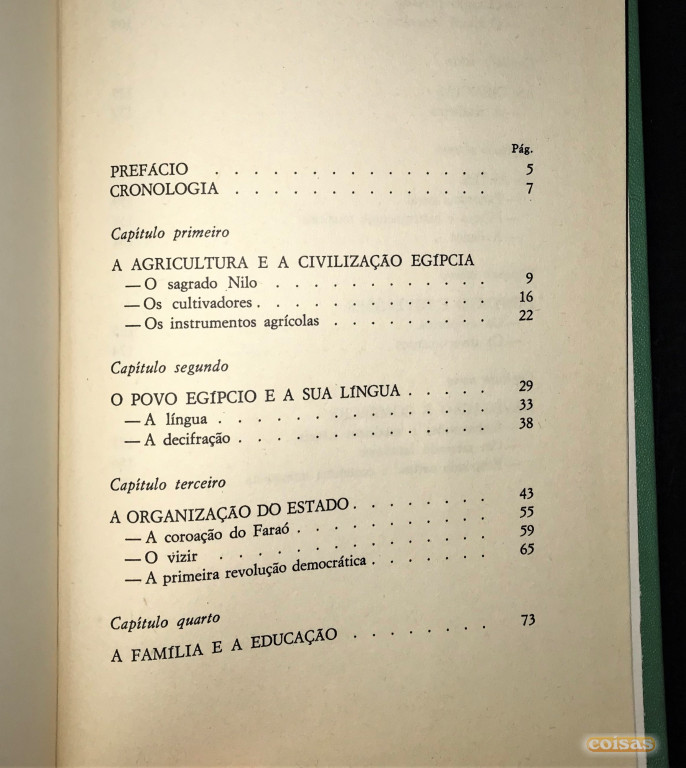 Pág.
PREFÁCIO . . . . . . . . . . . . . . . 5
CRONOLOGIA . . . . . . . . . . . . . . 7
Capítulo primeiro
A AGRICULTURA E A CIVILIZAÇÃO EGÍPCIA
— O sagrado Nilo . . . . . . . . . . . . 9
— Os cultivadores . . . . . . . . . . . . . 16
— Os instrumentos agrícolas . . . . . . . . . 22
Capítulo segundo
O POVO EGÍPCIO E A SUA LÍNGUA . . . . . 29
— A língua . . . . . . . . . . . . . . . 33
— A decifração . . . . . . . . . . . . . . 38
Capítulo terceiro
A ORGANIZAÇÃO DO ESTADO . . . . . . . . 43
— A coroação do Faraó . . . . . . . . . . . 55
— O vizir . . . . . . . . . . . . . . . 59
— A primeira revolução democrática . . . . . . . 65
Capítulo quarto
A FAMÍLIA E A EDUCAÇÃO . . . . . . . . 73
coisas